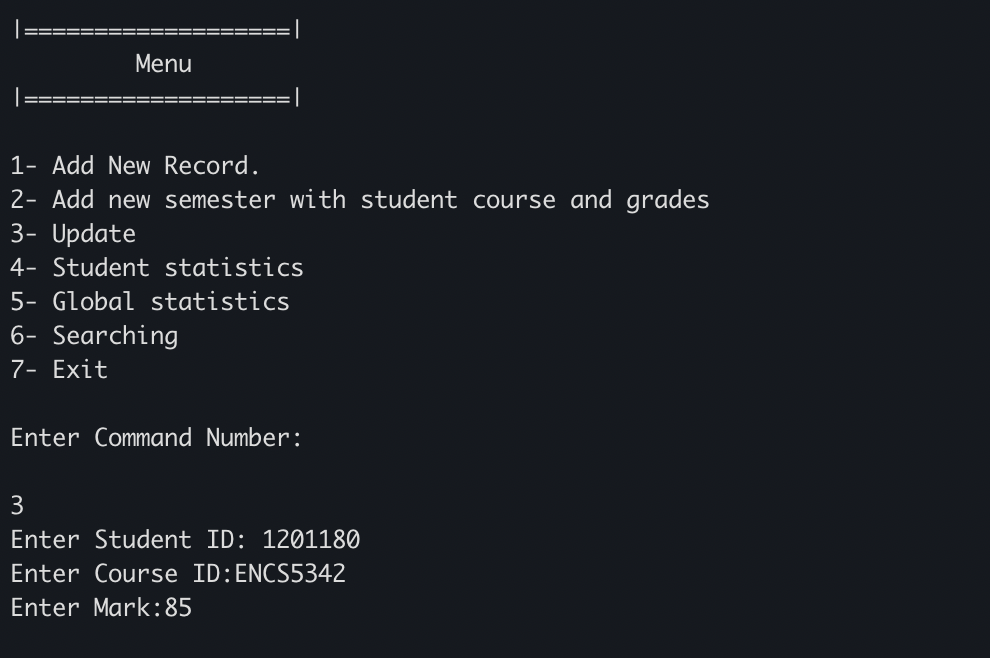 |===================|
Menu
|===================|
1- Add New Record.
2- Add new semester with student course and grades
3- Update
4- Student statistics
5- Global statistics
6- Searching
7- Exit
Enter Command Number:
3
Enter Student ID: 1201180
Enter Course ID:ENCS5342
Enter Mark:85